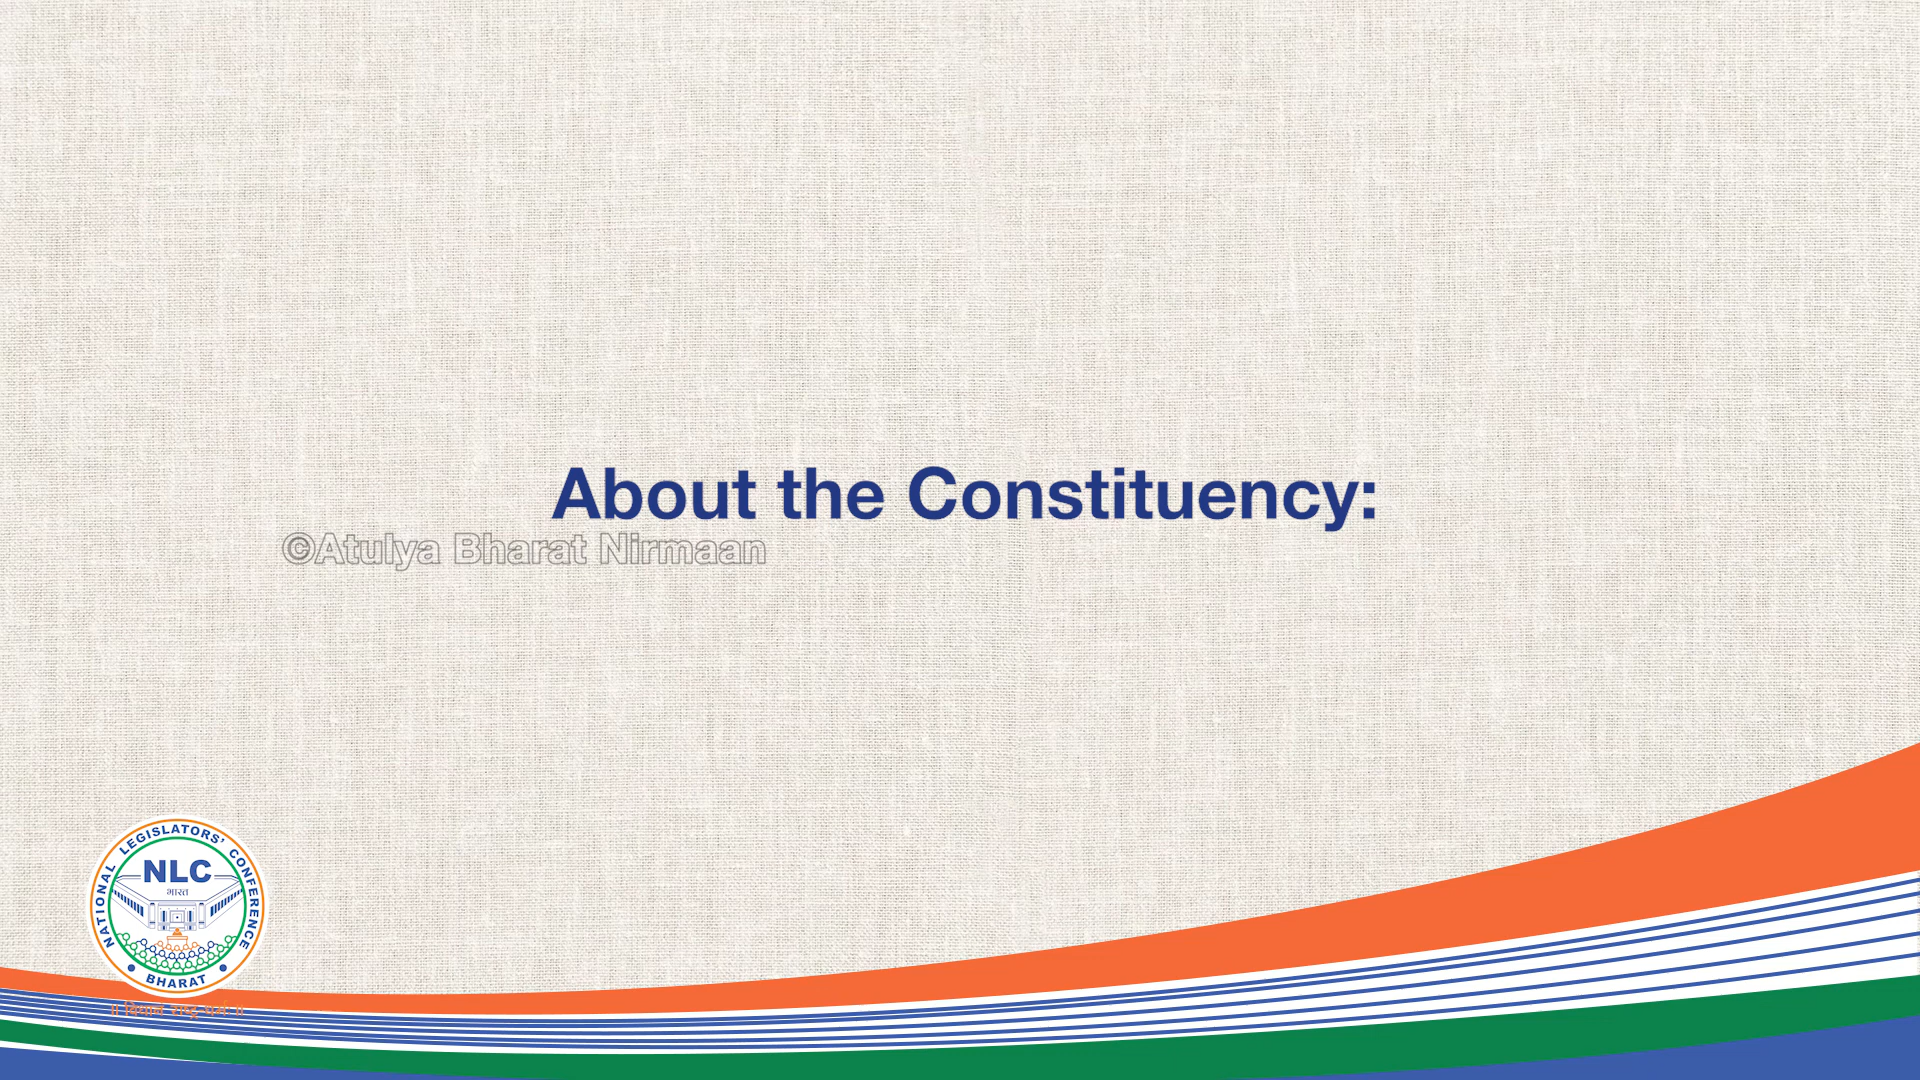 About the Constituency:
©Atulya Bharat Nirmaan
NATIONAL LEGISLATORS' CONFERENCE
NLC
भारत
BHARAT